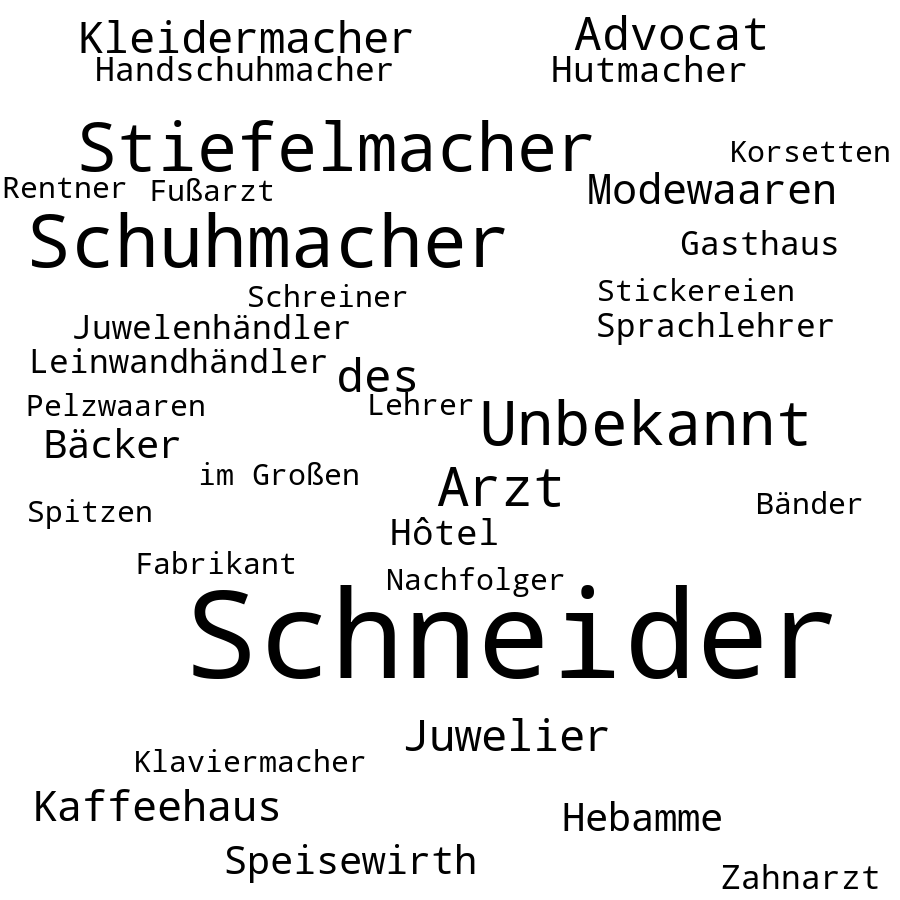 Kleidermacher
Advocat
Handschuhmacher
Hutmacher
Stiefelmacher
Korsetten
Rentner
Fußarzt
Modewaaren
Schuhmacher
Gasthaus
Schreiner
Stickereien
Juwelenhändler
Sprachlehrer
Leinwandhändler
des
Pelzwaaren
Lehrer
Unbekannt
Bäcker
im Großen
Arzt
Spitzen
Bänder
Hôtel
Fabrikant
Nachfolger
Schneider
Juwelier
Klaviermacher
Kaffeehaus
Hebamme
Speisewirth
Zahnarzt